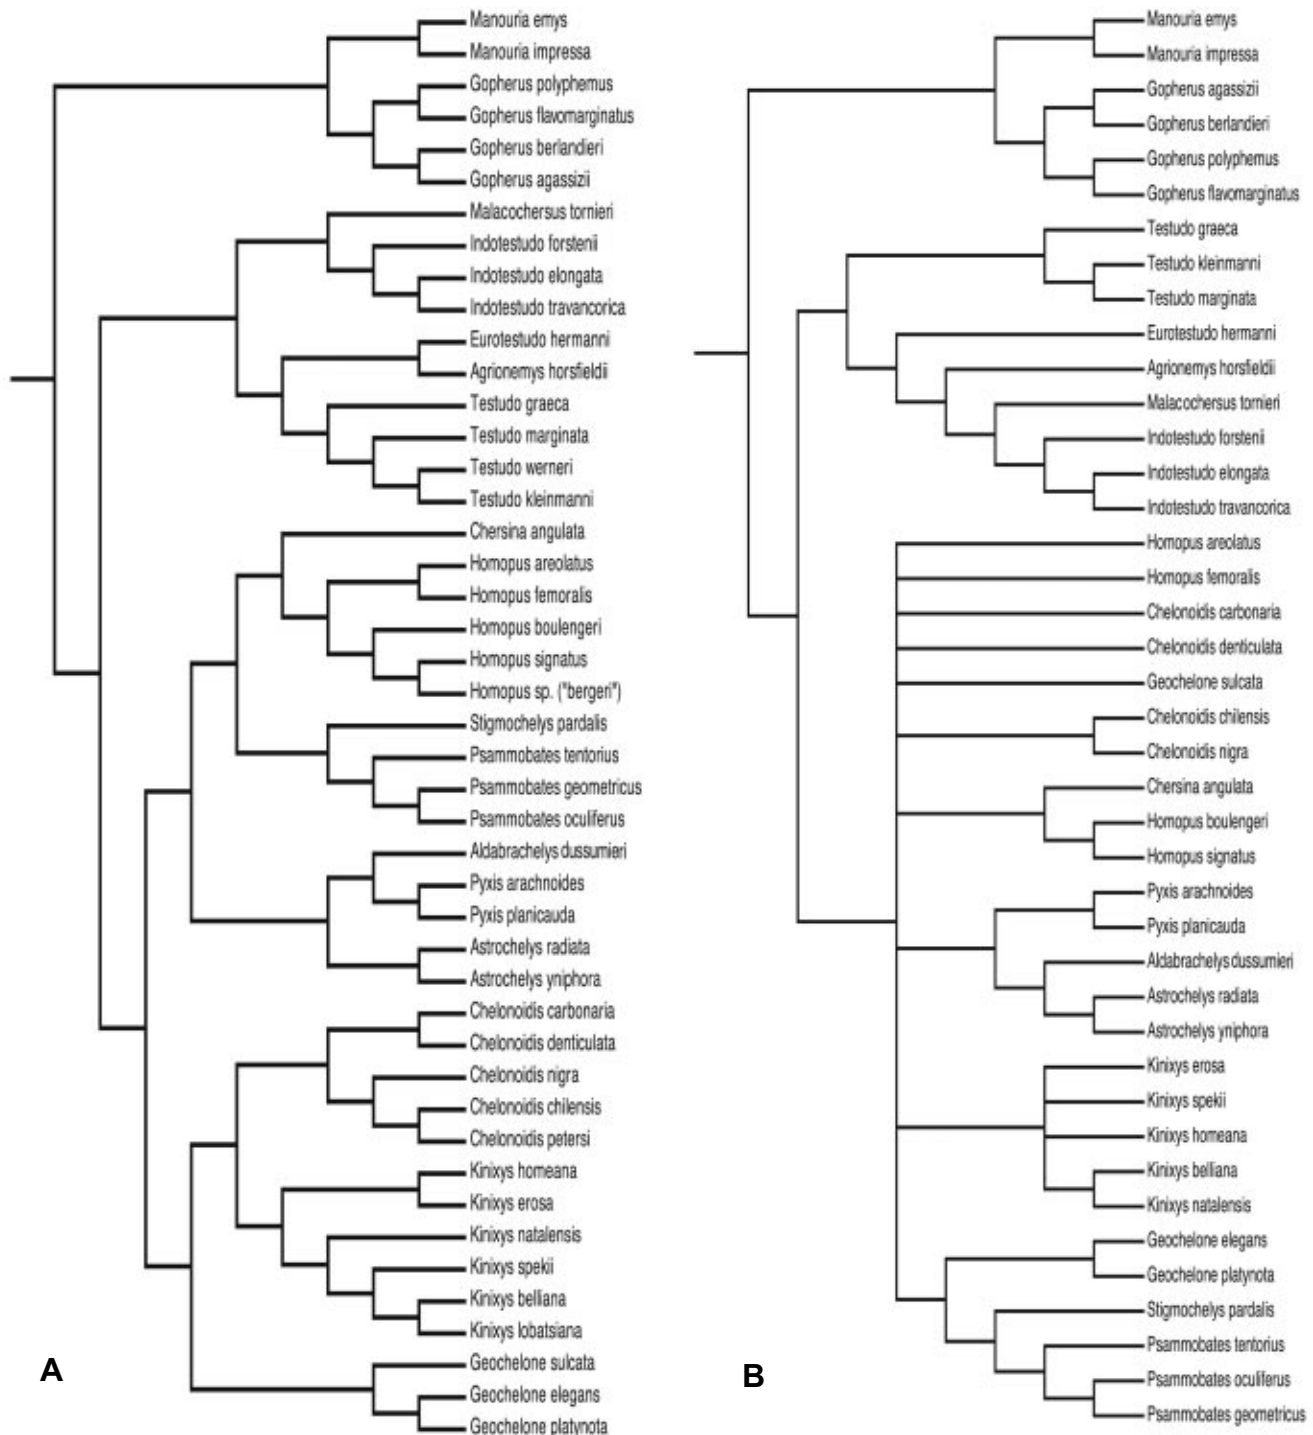 Manouria emys
Manouria impressa
Gopherus polyphemus
Gopherus flavomarginatus
Gopherus berlandieri
Gopherus agassizii
Malacochersus tornieri
Indotestudo forstenii
Indotestudo elongata
Indotestudo travancorica
Eurotestudo hermanni
Agrionemys horsfieldii
Testudo graeca
Testudo marginata
Testudo werneri
Testudo kleinmanni
Chersina angulata
Homopus areolatus
Homopus femoralis
Homopus boulengeri
Homopus signatus
Homopus sp. ("bergeri")
Stigmochelys pardalis
Psammobates tentorius
Psammobates geometricus
Psammobates oculiferus
Aldabrachelys dussumieri
Pyxis arachnoides
Pyxis planicauda
Astrochelys radiata
Astrochelys yniphora
Chelonoidis carbonaria
Chelonoidis denticulata
Chelonoidis nigra
Chelonoidis chilensis
Chelonoidis petersi
Kinixys homeana
Kinixys erosa
Kinixys natalensis
Kinixys spekii
Kinixys belliana
Kinixys lobatsiana
Geochelone sulcata
Geochelone elegans
Geochelone platynota
A
Manouria emys
Manouria impressa
Gopherus agassizii
Gopherus berlandieri
Gopherus polyphemus
Gopherus flavomarginatus
Testudo graeca
Testudo kleinmanni
Testudo marginata
Eurotestudo hermanni
Agrionemys horsfieldii
Malacochersus tornieri
Indotestudo forstenii
Indotestudo elongata
Indotestudo travancorica
Homopus areolatus
Homopus femoralis
Chelonoidis carbonaria
Chelonoidis denticulata
Geochelone sulcata
Chelonoidis chilensis
Chelonoidis nigra
Chersina angulata
Homopus boulengeri
Homopus signatus
Pyxis arachnoides
Pyxis planicauda
Aldabrachelys dussumieri
Astrochelys radiata
Astrochelys yniphora
Kinixys erosa
Kinixys spekii
Kinixys homeana
Kinixys belliana
Kinixys natalensis
Geochelone elegans
Geochelone platynota
Stigmochelys pardalis
Psammobates tentorius
Psammobates oculiferus
Psammobates geometricus
B